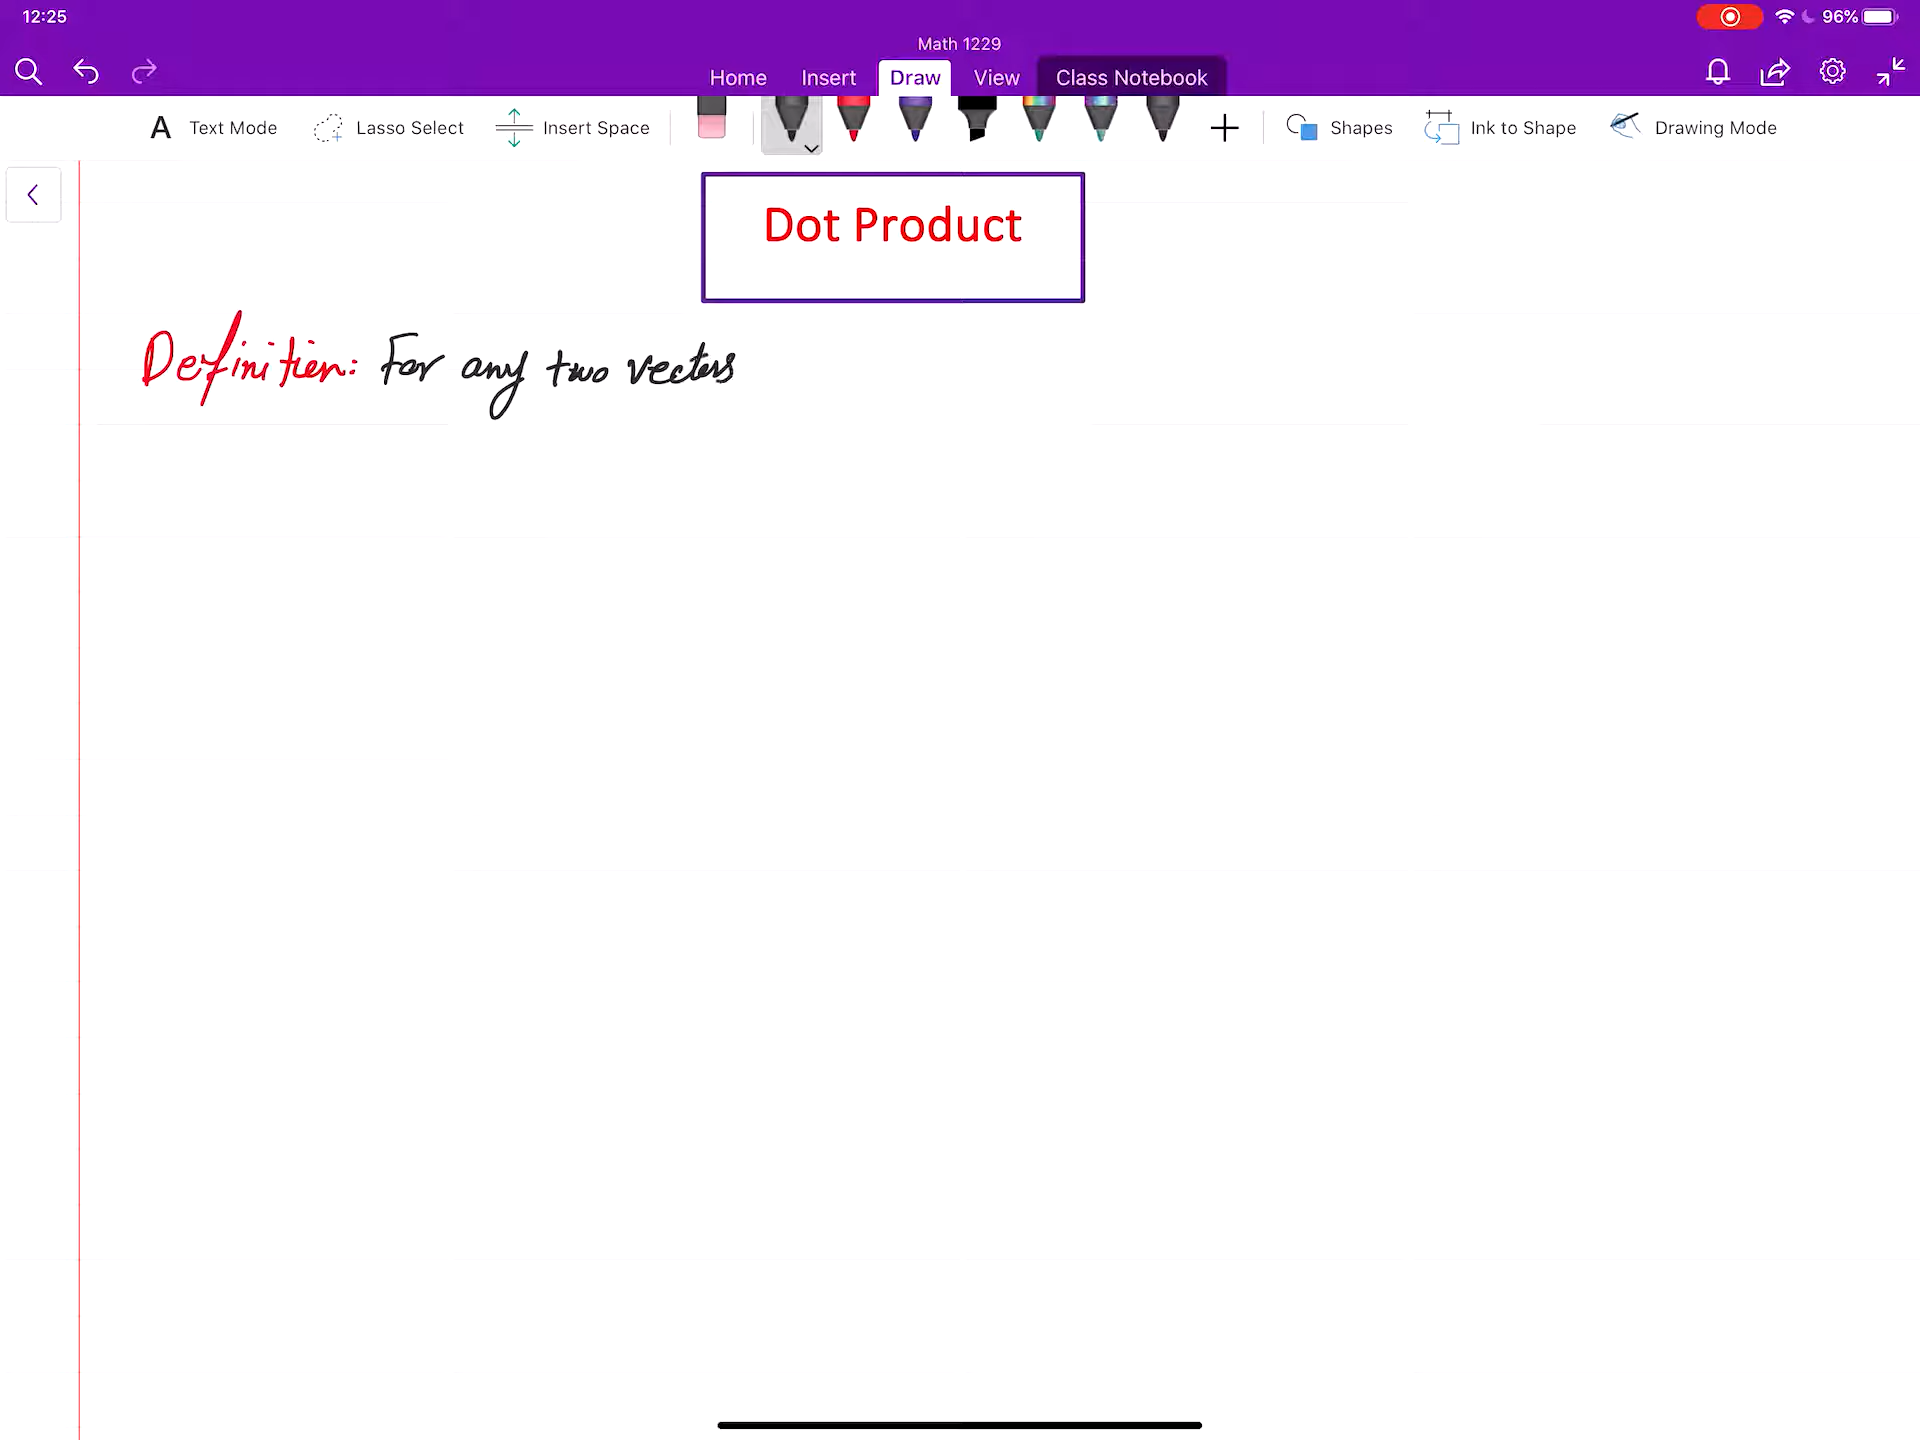 12:25
96%
Math 1229
Home Insert Draw View Class Notebook
A Text Mode Lasso Select Insert Space Shapes Ink to Shape Drawing Mode
Dot Product
Definition: For any two vectors